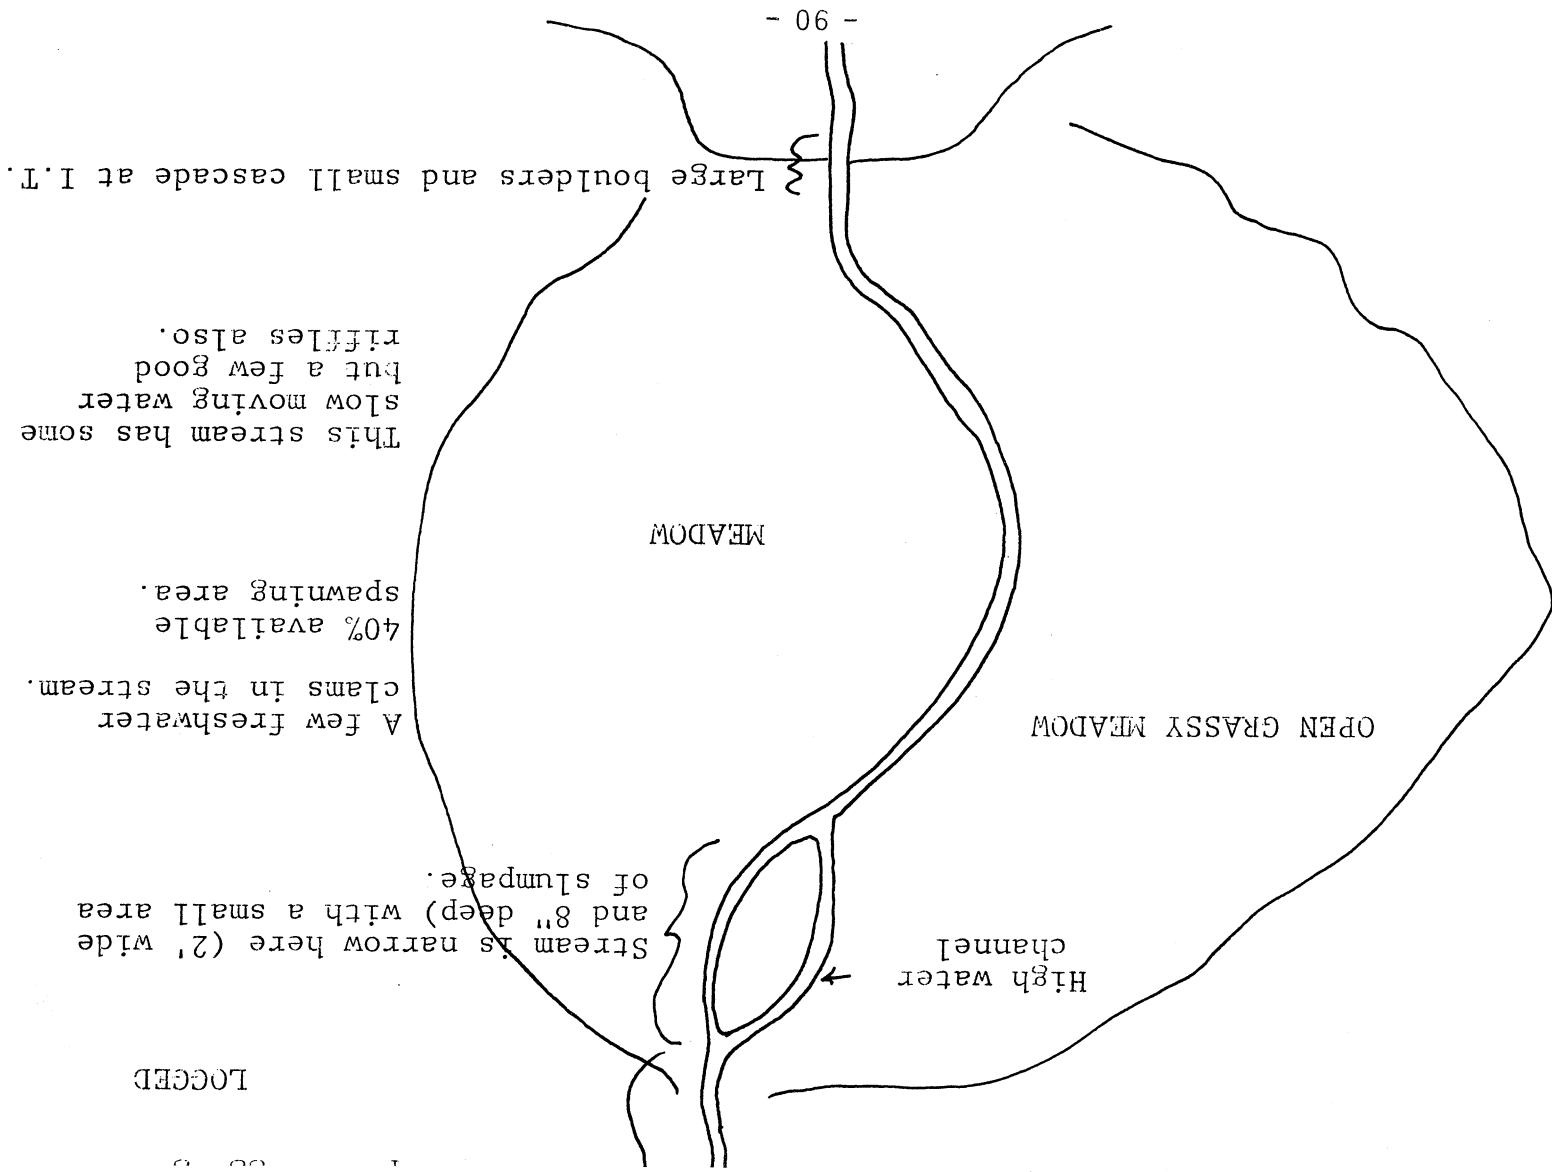 LOGGED
High water
channel
Stream is narrow here (2' wide
and 8" deep) with a small area
of slumpage.
OPEN GRASSY MEADOW
A few freshwater
clams in the stream.
40% available
spawning area.
MEADOW
This stream has some
slow moving water
but a few good
riffles also.
Large boulders and small cascade at I.T.
- 90 -